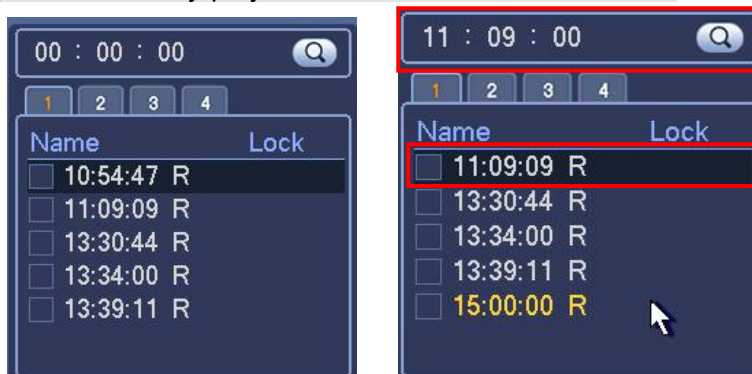 00 : 00 : 00
1 2 3 4
Name Lock
10:54:47 R
11:09:09 R
13:30:44 R
13:34:00 R
13:39:11 R
11 : 09 : 00
1 2 3 4
Name Lock
11:09:09 R
13:30:44 R
13:34:00 R
13:39:11 R
15:00:00 R